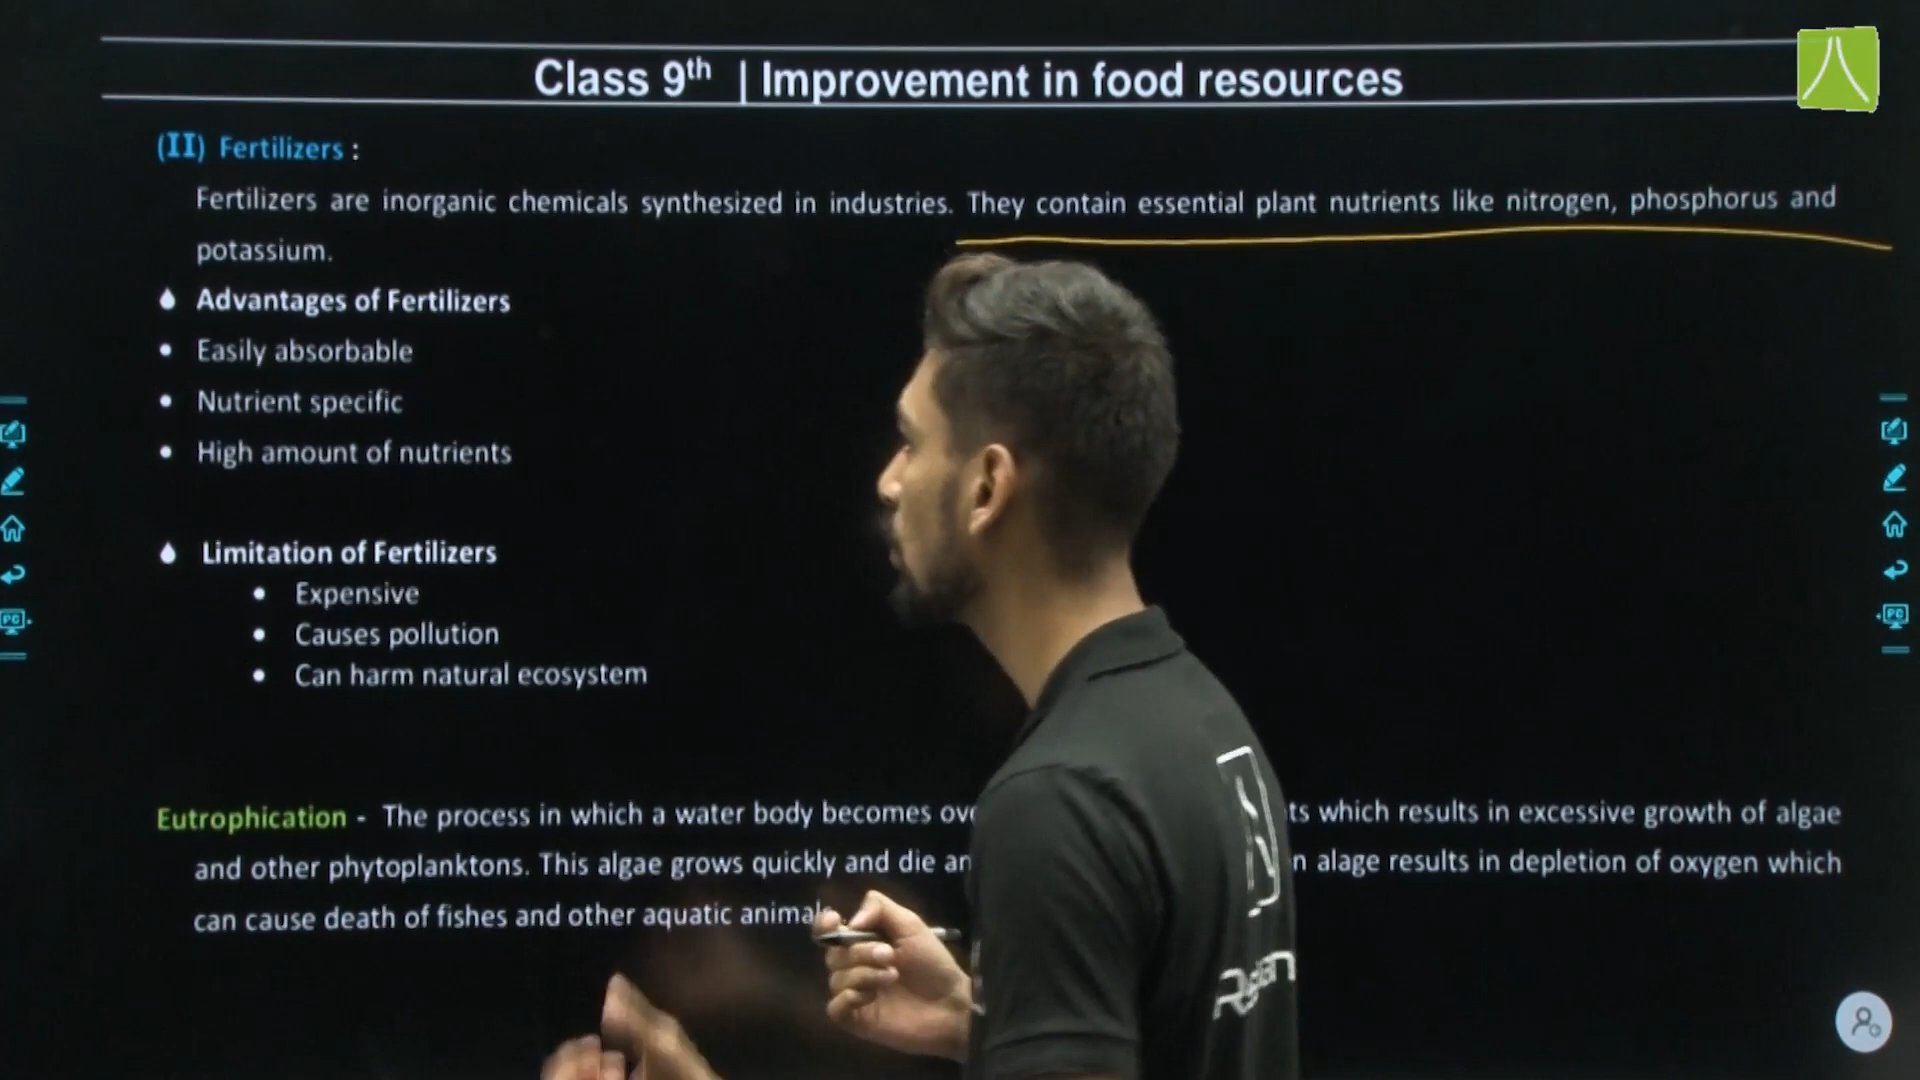 Class 9th | Improvement in food resources
(II) Fertilizers :
Fertilizers are inorganic chemicals synthesized in industries. They contain essential plant nutrients like nitrogen, phosphorus and
potassium.
Advantages of Fertilizers
• Easily absorbable
• Nutrient specific
• High amount of nutrients
Limitation of Fertilizers
• Expensive
• Causes pollution
• Can harm natural ecosystem
Eutrophication - The process in which a water body becomes which results in excessive growth of algae
and other phytoplanktons. This algae grows quickly and die alage results in depletion of oxygen which
can cause death of fishes and other aquatic
PC
PC